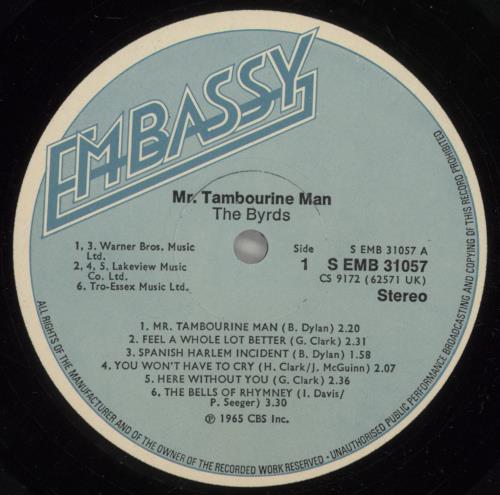 EMBASSY
Mr. Tambourine Man
The Byrds
1, 3. Warner Bros. Music
Ltd.
2, 4, 5. Lakeview Music
Co. Ltd.
6. Tro-Essex Music Ltd.
Side
1
S EMB 31057 A
S EMB 31057
CS 9172 (62571 UK)
Stereo
1. MR. TAMBOURINE MAN (B. Dylan) 2.20
2. FEEL A WHOLE LOT BETTER (G. Clark) 2.31
3. SPANISH HARLEM INCIDENT (B. Dylan) 1.58
4. YOU WON'T HAVE TO CRY (H. Clark/J. McGuinn) 2.07
5. HERE WITHOUT YOU (G. Clark) 2.36
6. THE BELLS OF RHYMNEY (I. Davis/
P. Seeger) 3.30
℗ 1965 CBS Inc.
ALL RIGHTS OF THE MANUFACTURER AND OF THE OWNER OF THE RECORDED WORK RESERVED - UNAUTHORISED PUBLIC PERFORMANCE BROADCASTING AND COPYING OF THIS RECORD PROHIBITED